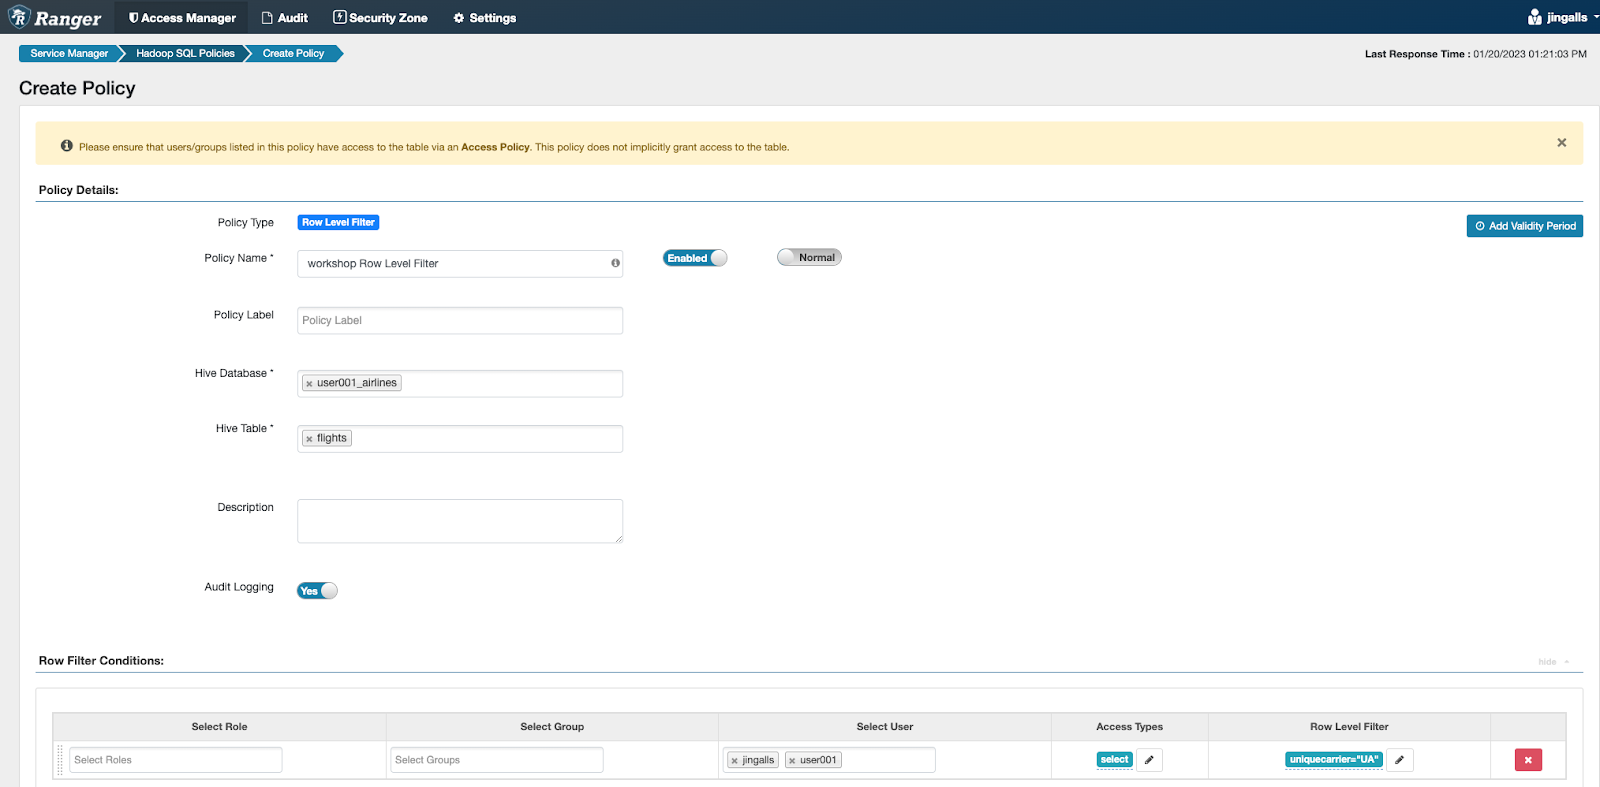 Ranger Access Manager Audit Security Zone Settings jingalls
Service Manager Hadoop SQL Policies Create Policy Last Response Time : 01/20/2023 01:21:03 PM
Create Policy
Please ensure that users/groups listed in this policy have access to the table via an Access Policy. This policy does not implicitly grant access to the table.
Policy Details:
Policy Type Row Level Filter Add Validity Period
Policy Name * workshop Row Level Filter Enabled Normal
Policy Label Policy Label
Hive Database * × user001_airlines
Hive Table * × flights
Description
Audit Logging Yes
Row Filter Conditions: hide
Select Role Select Group Select User Access Types Row Level Filter
Select Roles Select Groups × jingalls × user001 select uniquecarrier="UA"